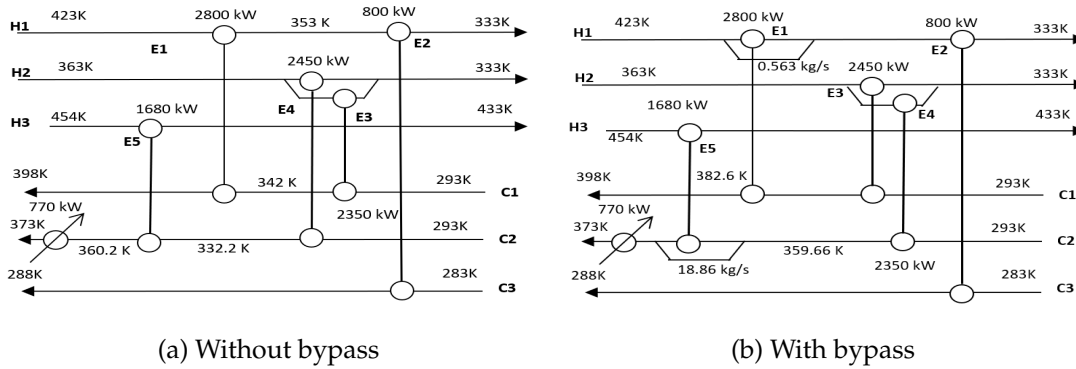 H1 423K 2800 kW 353 K 800 kW 333K
E1 E2
H2 363K 2450 kW 333K
1680 kW E4 E3
H3 454K 433K
E5
398K 342 K 293K C1
770 kW 2350 kW
373K 293K C2
360.2 K 332.2 K
288K 283K
C3
(a) Without bypass
H1 423K 2800 kW E1 800 kW 333K
E2
0.563 kg/s
H2 363K 2450 kW 333K
1680 kW E3
E4
H3 433K
454K E5
398K 382.6 K 293K C1
770 kW
373K 359.66 K 293K C2
288K 18.86 kg/s 2350 kW
283K C3
(b) With bypass